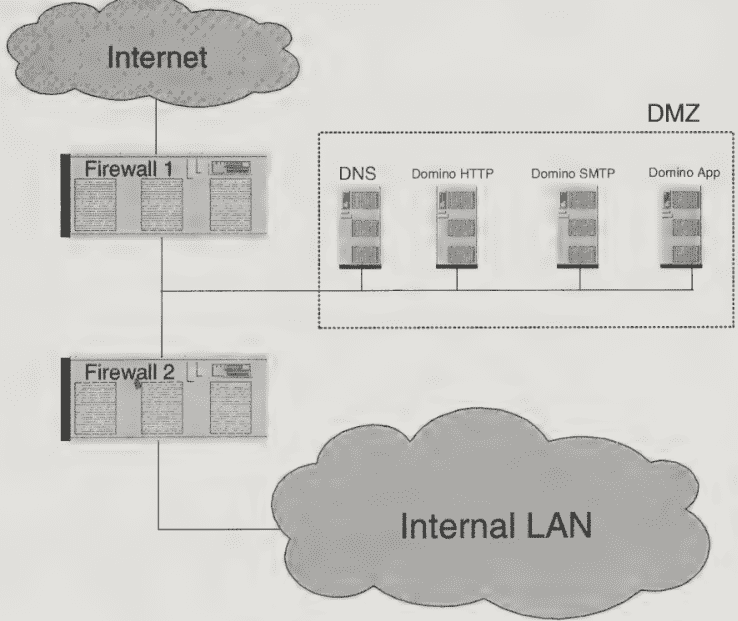 Internet
DMZ
Firewall 1
DNS
Domino HTTP
Domino SMTP
Domino App
Firewall 2
Internal LAN